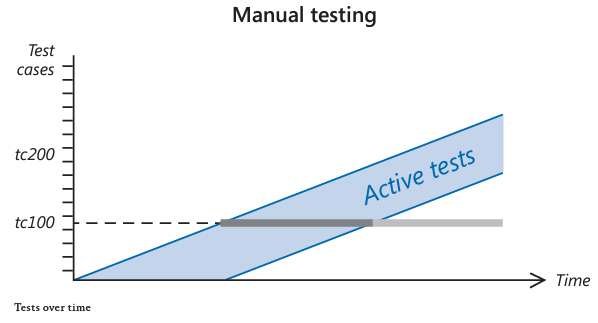 Manual testing
Test
cases
tc200
Active tests
tc100
Time
Tests over time